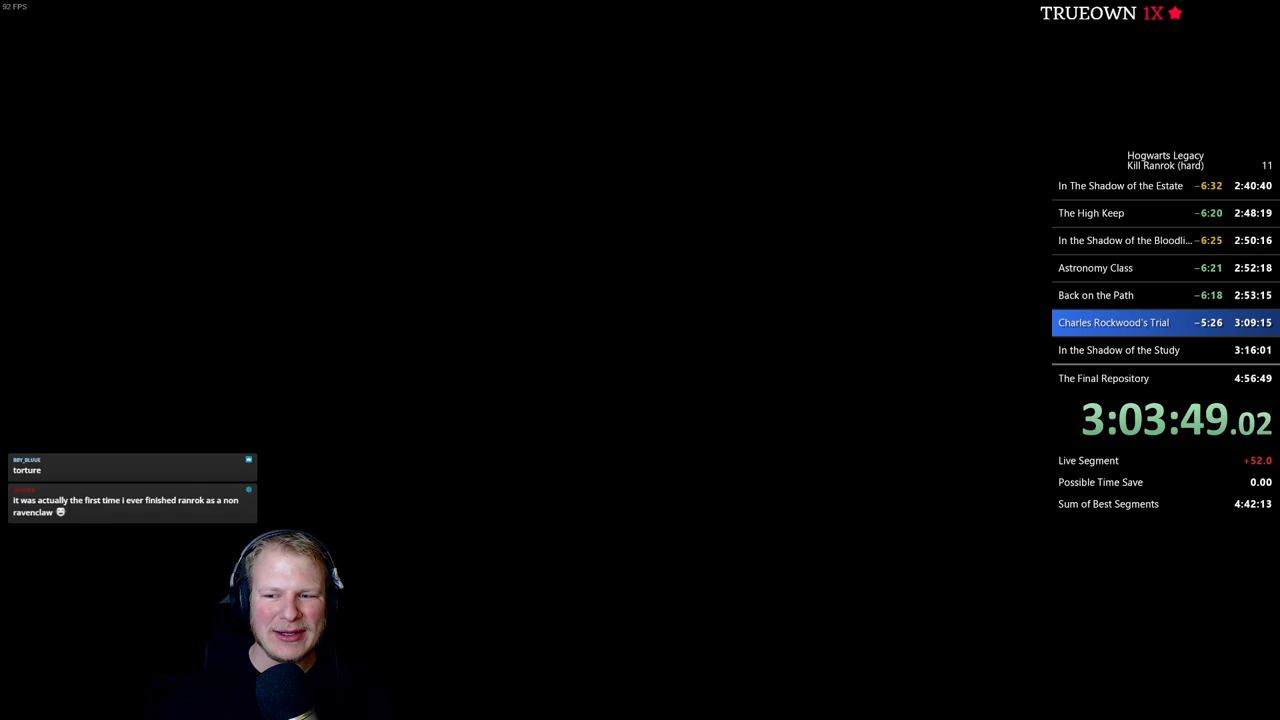 92 FPS
TRUEOWN 1X
Hogwarts Legacy
Kill Ranrok (hard) 11
In The Shadow of the Estate -6:32 2:40:40
The High Keep -6:20 2:48:19
In the Shadow of the Bloodli... -6:25 2:50:16
Astronomy Class -6:21 2:52:18
Back on the Path -6:18 2:53:15
Charles Rockwood's Trial -5:26 3:09:15
In the Shadow of the Study 3:16:01
The Final Repository 4:56:49
3:03:49.02
Live Segment +52.0
Possible Time Save 0.00
Sum of Best Segments 4:42:13
BBY_BLUUE
torture
it was actually the first time i ever finished ranrok as a non
ravenclaw